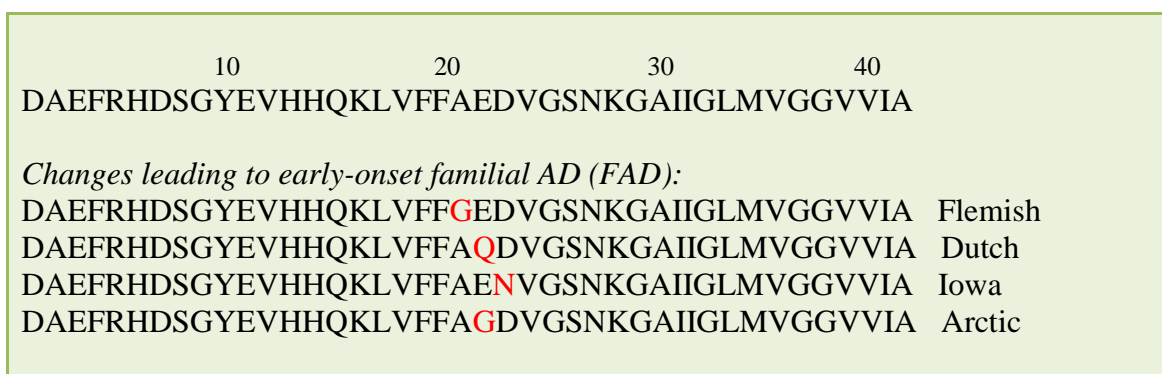 10 20 30 40
DAEFRHDSGYEVHHQKLVFFAEDVGSNKGAIIGLMVGGVVIA
Changes leading to early-onset familial AD (FAD):
DAEFRHDSGYEVHHQKLVFFGEDVGSNKGAIIGLMVGGVVIA Flemish
DAEFRHDSGYEVHHQKLVFFAQDVGSNKGAIIGLMVGGVVIA Dutch
DAEFRHDSGYEVHHQKLVFFAENVGSNKGAIIGLMVGGVVIA Iowa
DAEFRHDSGYEVHHQKLVFFAGDVGSNKGAIIGLMVGGVVIA Arctic